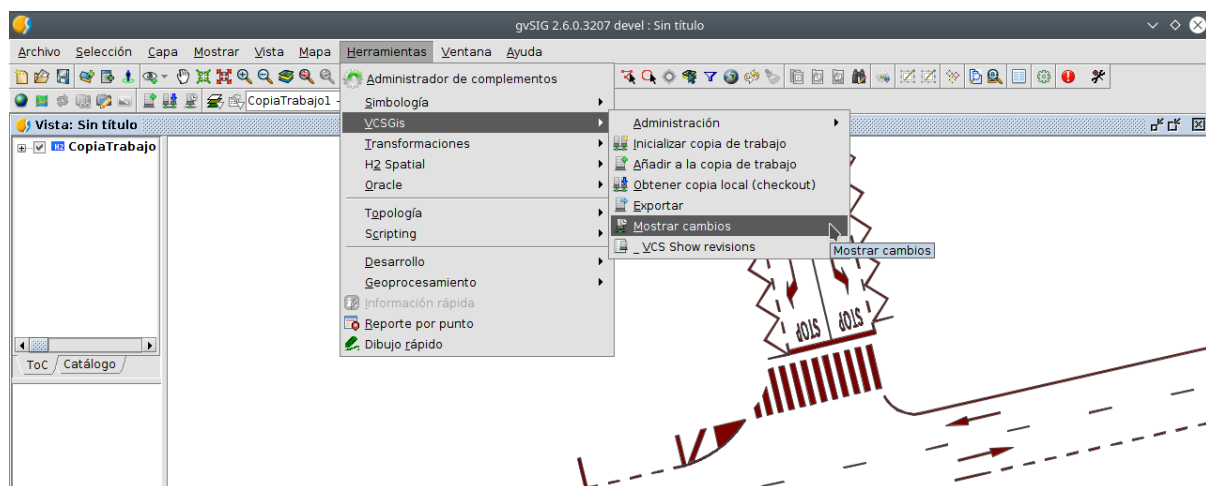 gvSIG 2.6.0.3207 devel : Sin título
Archivo Selección Capa Mostrar Vista Mapa Herramientas Ventana Ayuda
Administrador de complementos
CopiaTrabajo1
Simbología
Vista: Sin título
VCSGis
Administración
CopiaTrabajo
Transformaciones
Inicializar copia de trabajo
H2 Spatial
Añadir a la copia de trabajo
Oracle
Obtener copia local (checkout)
Exportar
Topología
Mostrar cambios
Scripting
_VCS Show revisions
Mostrar cambios
Desarrollo
Geoprocesamiento
Información rápida
Reporte por punto
Dibujo rápido
ToC Catálogo
STOP STOP